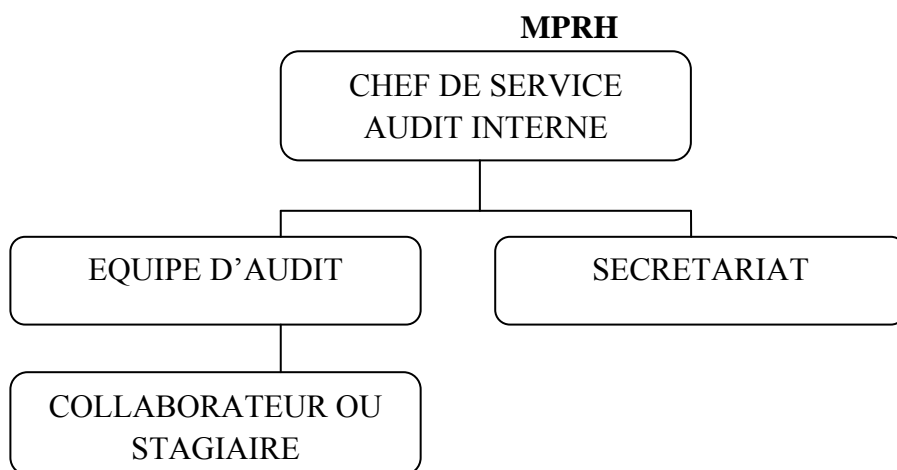 MPRH
CHEF DE SERVICE
AUDIT INTERNE
EQUIPE D’AUDIT
SECRETARIAT
COLLABORATEUR OU
STAGIAIRE